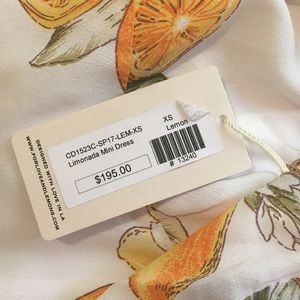 CD1523C-SP17-LEM-XS
Limonada Mini Dress
$195.00
XS
Lemon
# 13240
DESIGNED WITH LOVE IN LA
WWW.FORLOVEANDLEMONS.COM